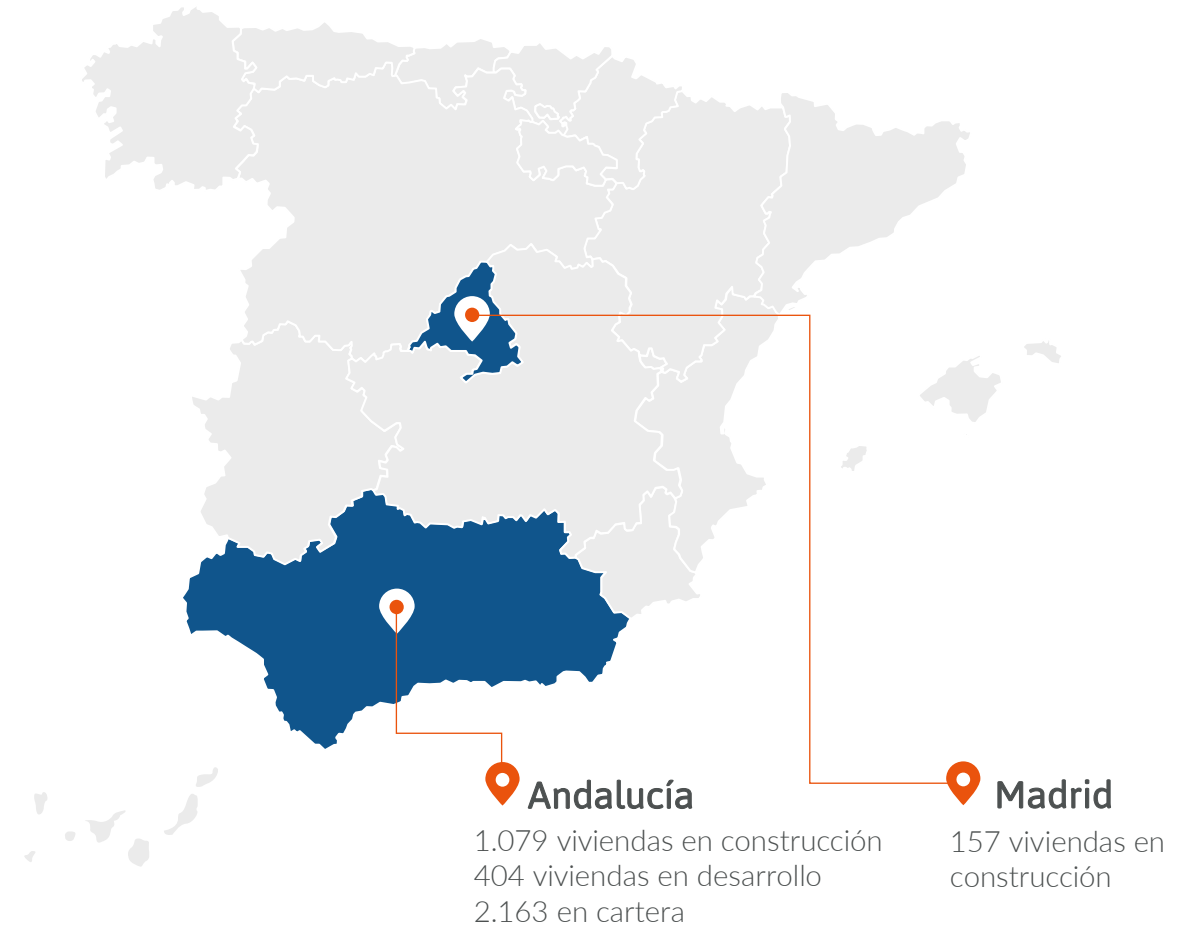 Andalucía
1.079 viviendas en construcción
404 viviendas en desarrollo
2.163 en cartera
Madrid
157 viviendas en
construcción